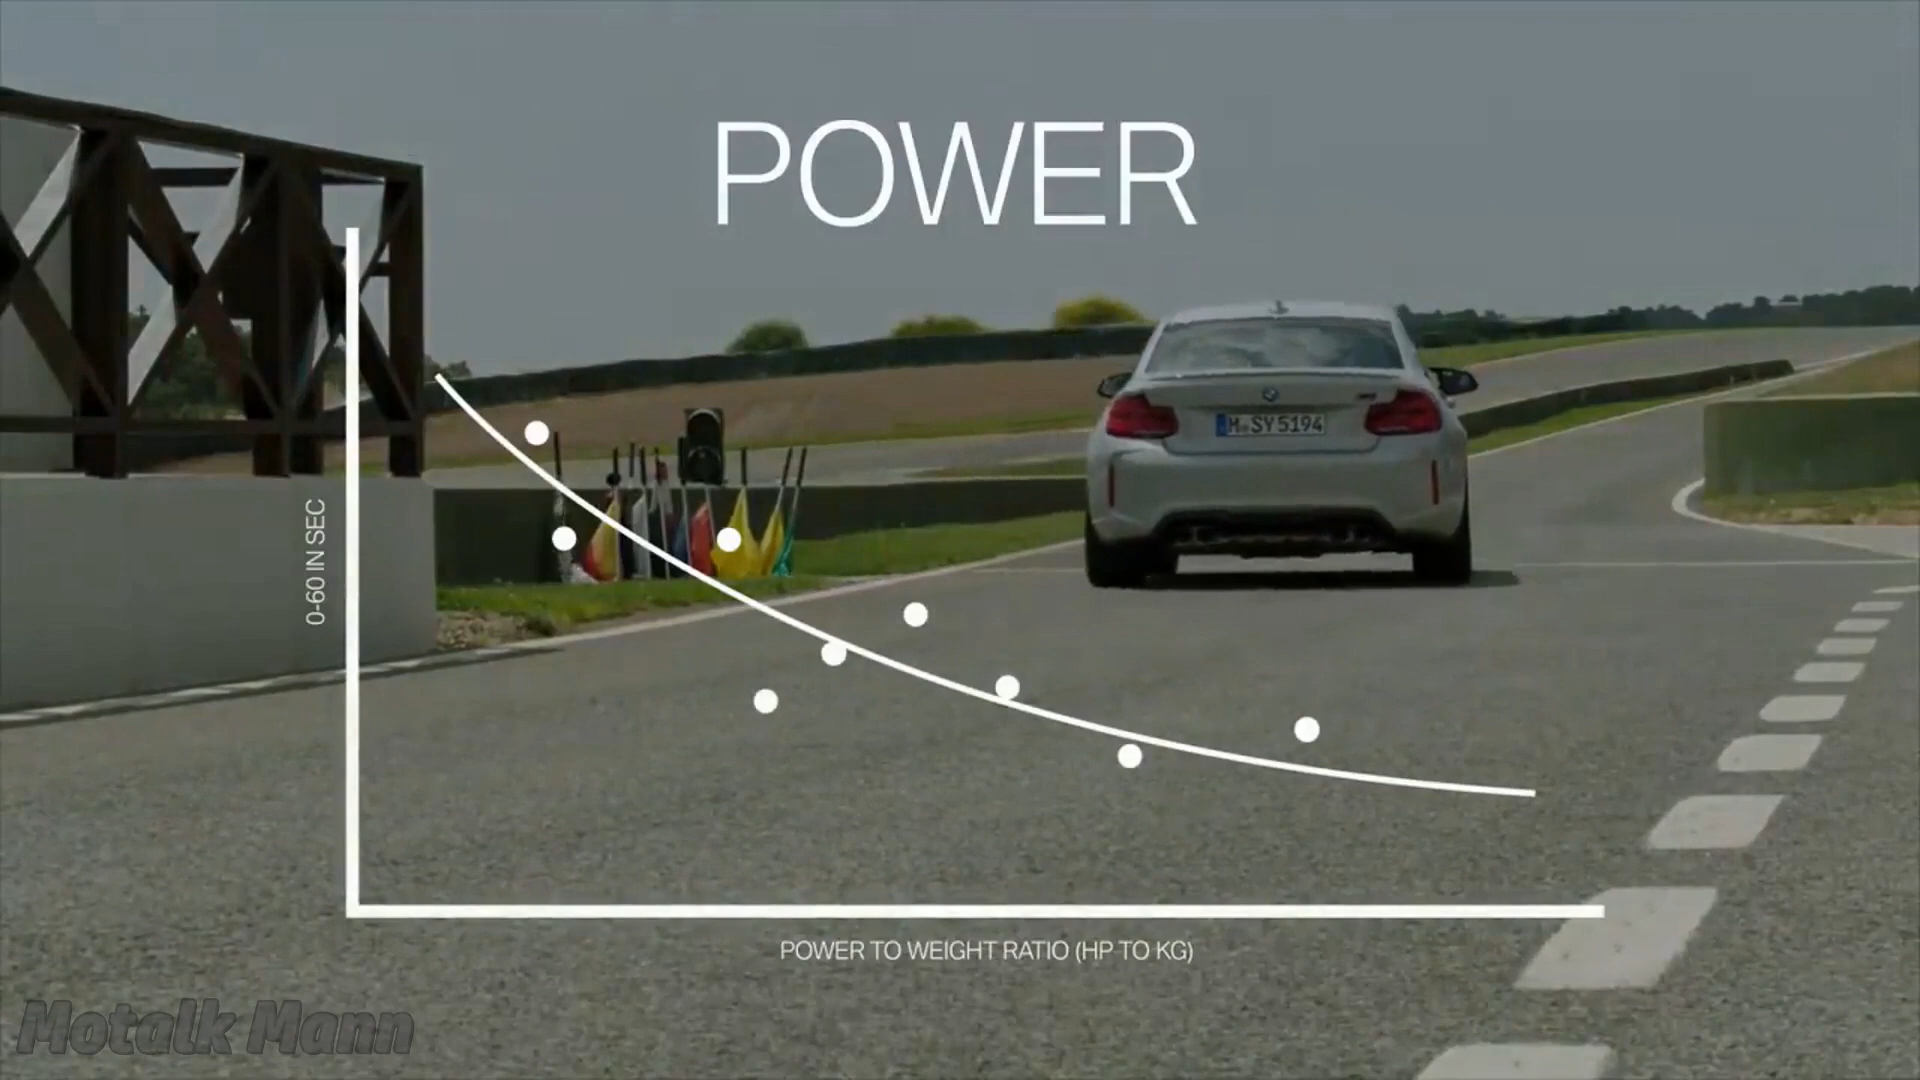 POWER
M SY 5194
0-60 IN SEC
POWER TO WEIGHT RATIO (HP TO KG)
Motalk Mann